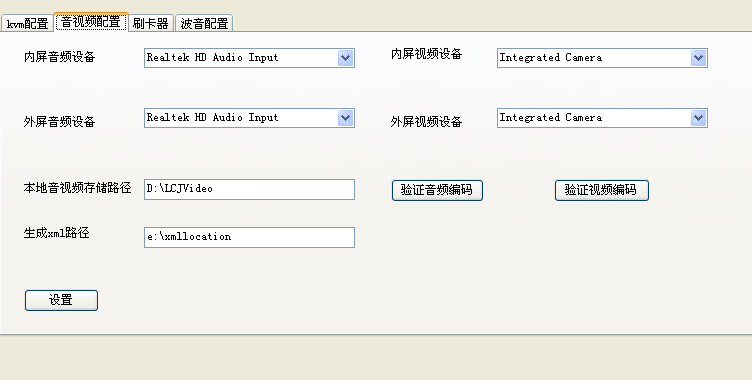 kvm配置 音视频配置 刷卡器 波音配置
内屏音频设备 Realtek HD Audio Input 内屏视频设备 Integrated Camera
外屏音频设备 Realtek HD Audio Input 外屏视频设备 Integrated Camera
本地音视频存储路径 D:\LCJVideo 验证音频编码 验证视频编码
生成xml路径 e:\xmllocation
设置